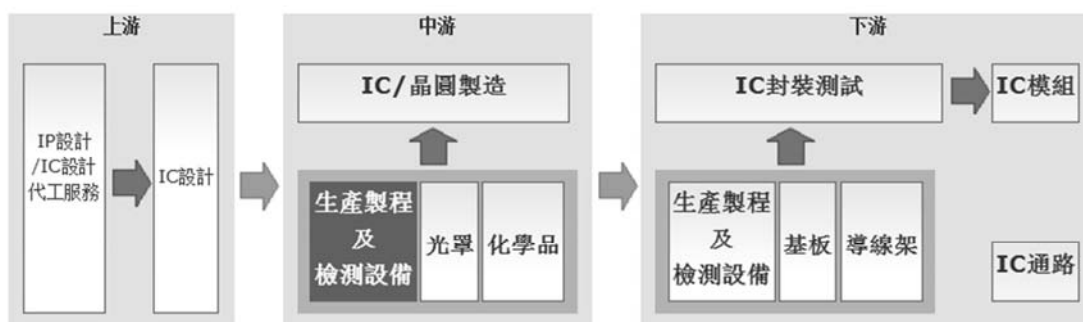 上游
IP設計
/IC設計
代工服務
IC設計
中游
IC/晶圓製造
生產製程
及
檢測設備
光罩
化學品
下游
IC封裝測試
IC模組
生產製程
及
檢測設備
基板
導線架
IC通路